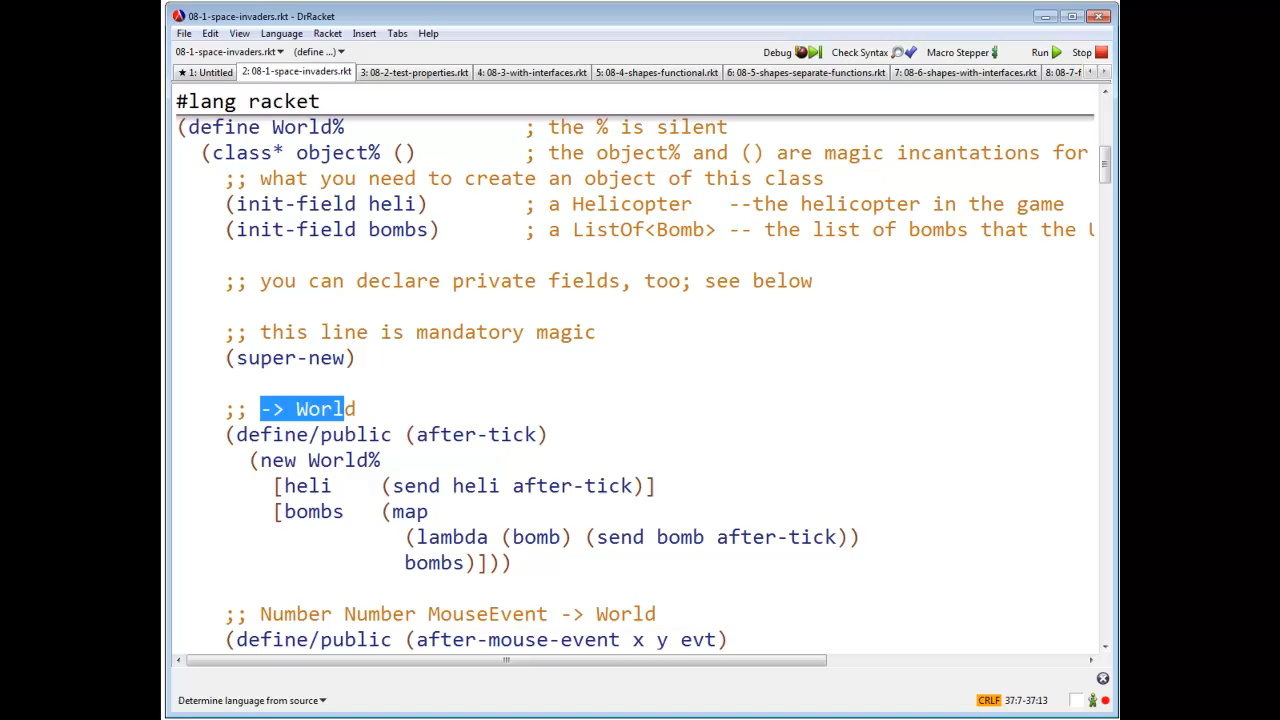 08-1-space-invaders.rkt - DrRacket
File Edit View Language Racket Insert Tabs Help
08-1-space-invaders.rkt (define ...) Debug Check Syntax Macro Stepper Run Stop
1: Untitled 2: 08-1-space-invaders.rkt 3: 08-2-test-properties.rkt 4: 08-3-with-interfaces.rkt 5: 08-4-shapes-functional.rkt 6: 08-5-shapes-separate-functions.rkt 7: 08-6-shapes-with-interfaces.rkt 8: 08-7-f
#lang racket
(define World% ; the % is silent
(class* object% () ; the object% and () are magic incantations for
;; what you need to create an object of this class
(init-field heli) ; a Helicopter --the helicopter in the game
(init-field bombs) ; a ListOf<Bomb> -- the list of bombs that the
;; you can declare private fields, too; see below
;; this line is mandatory magic
(super-new)
;; -> World
(define/public (after-tick)
(new World%
[heli (send heli after-tick)]
[bombs (map
(lambda (bomb) (send bomb after-tick))
bombs)]))
;; Number Number MouseEvent -> World
(define/public (after-mouse-event x y evt)
Determine language from source CRLF 37:7-37:13